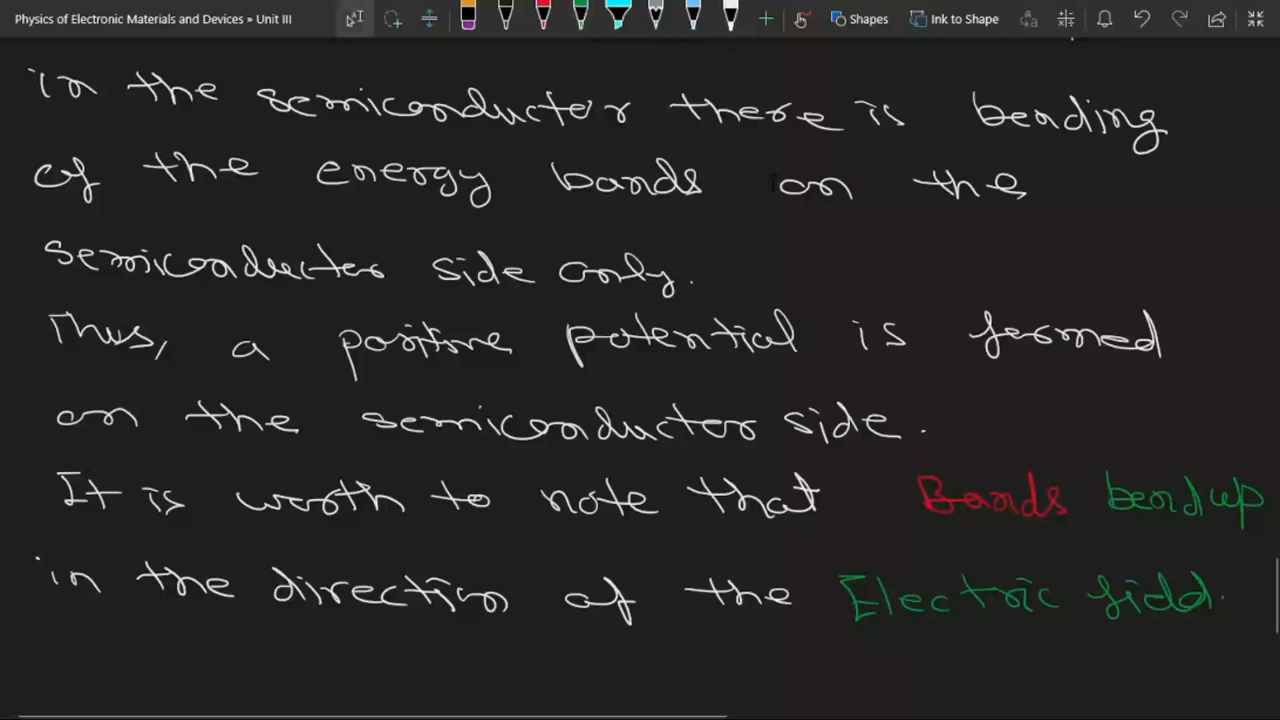 Physics of Electronic Materials and Devices » Unit III
Shapes
Ink to Shape
in the semiconductor there is bending
of the energy bands on the
semiconductor side only.
Thus, a positive potential is formed
on the semiconductor side.
It is worth to note that Bands bend up
in the direction of the Electric field.